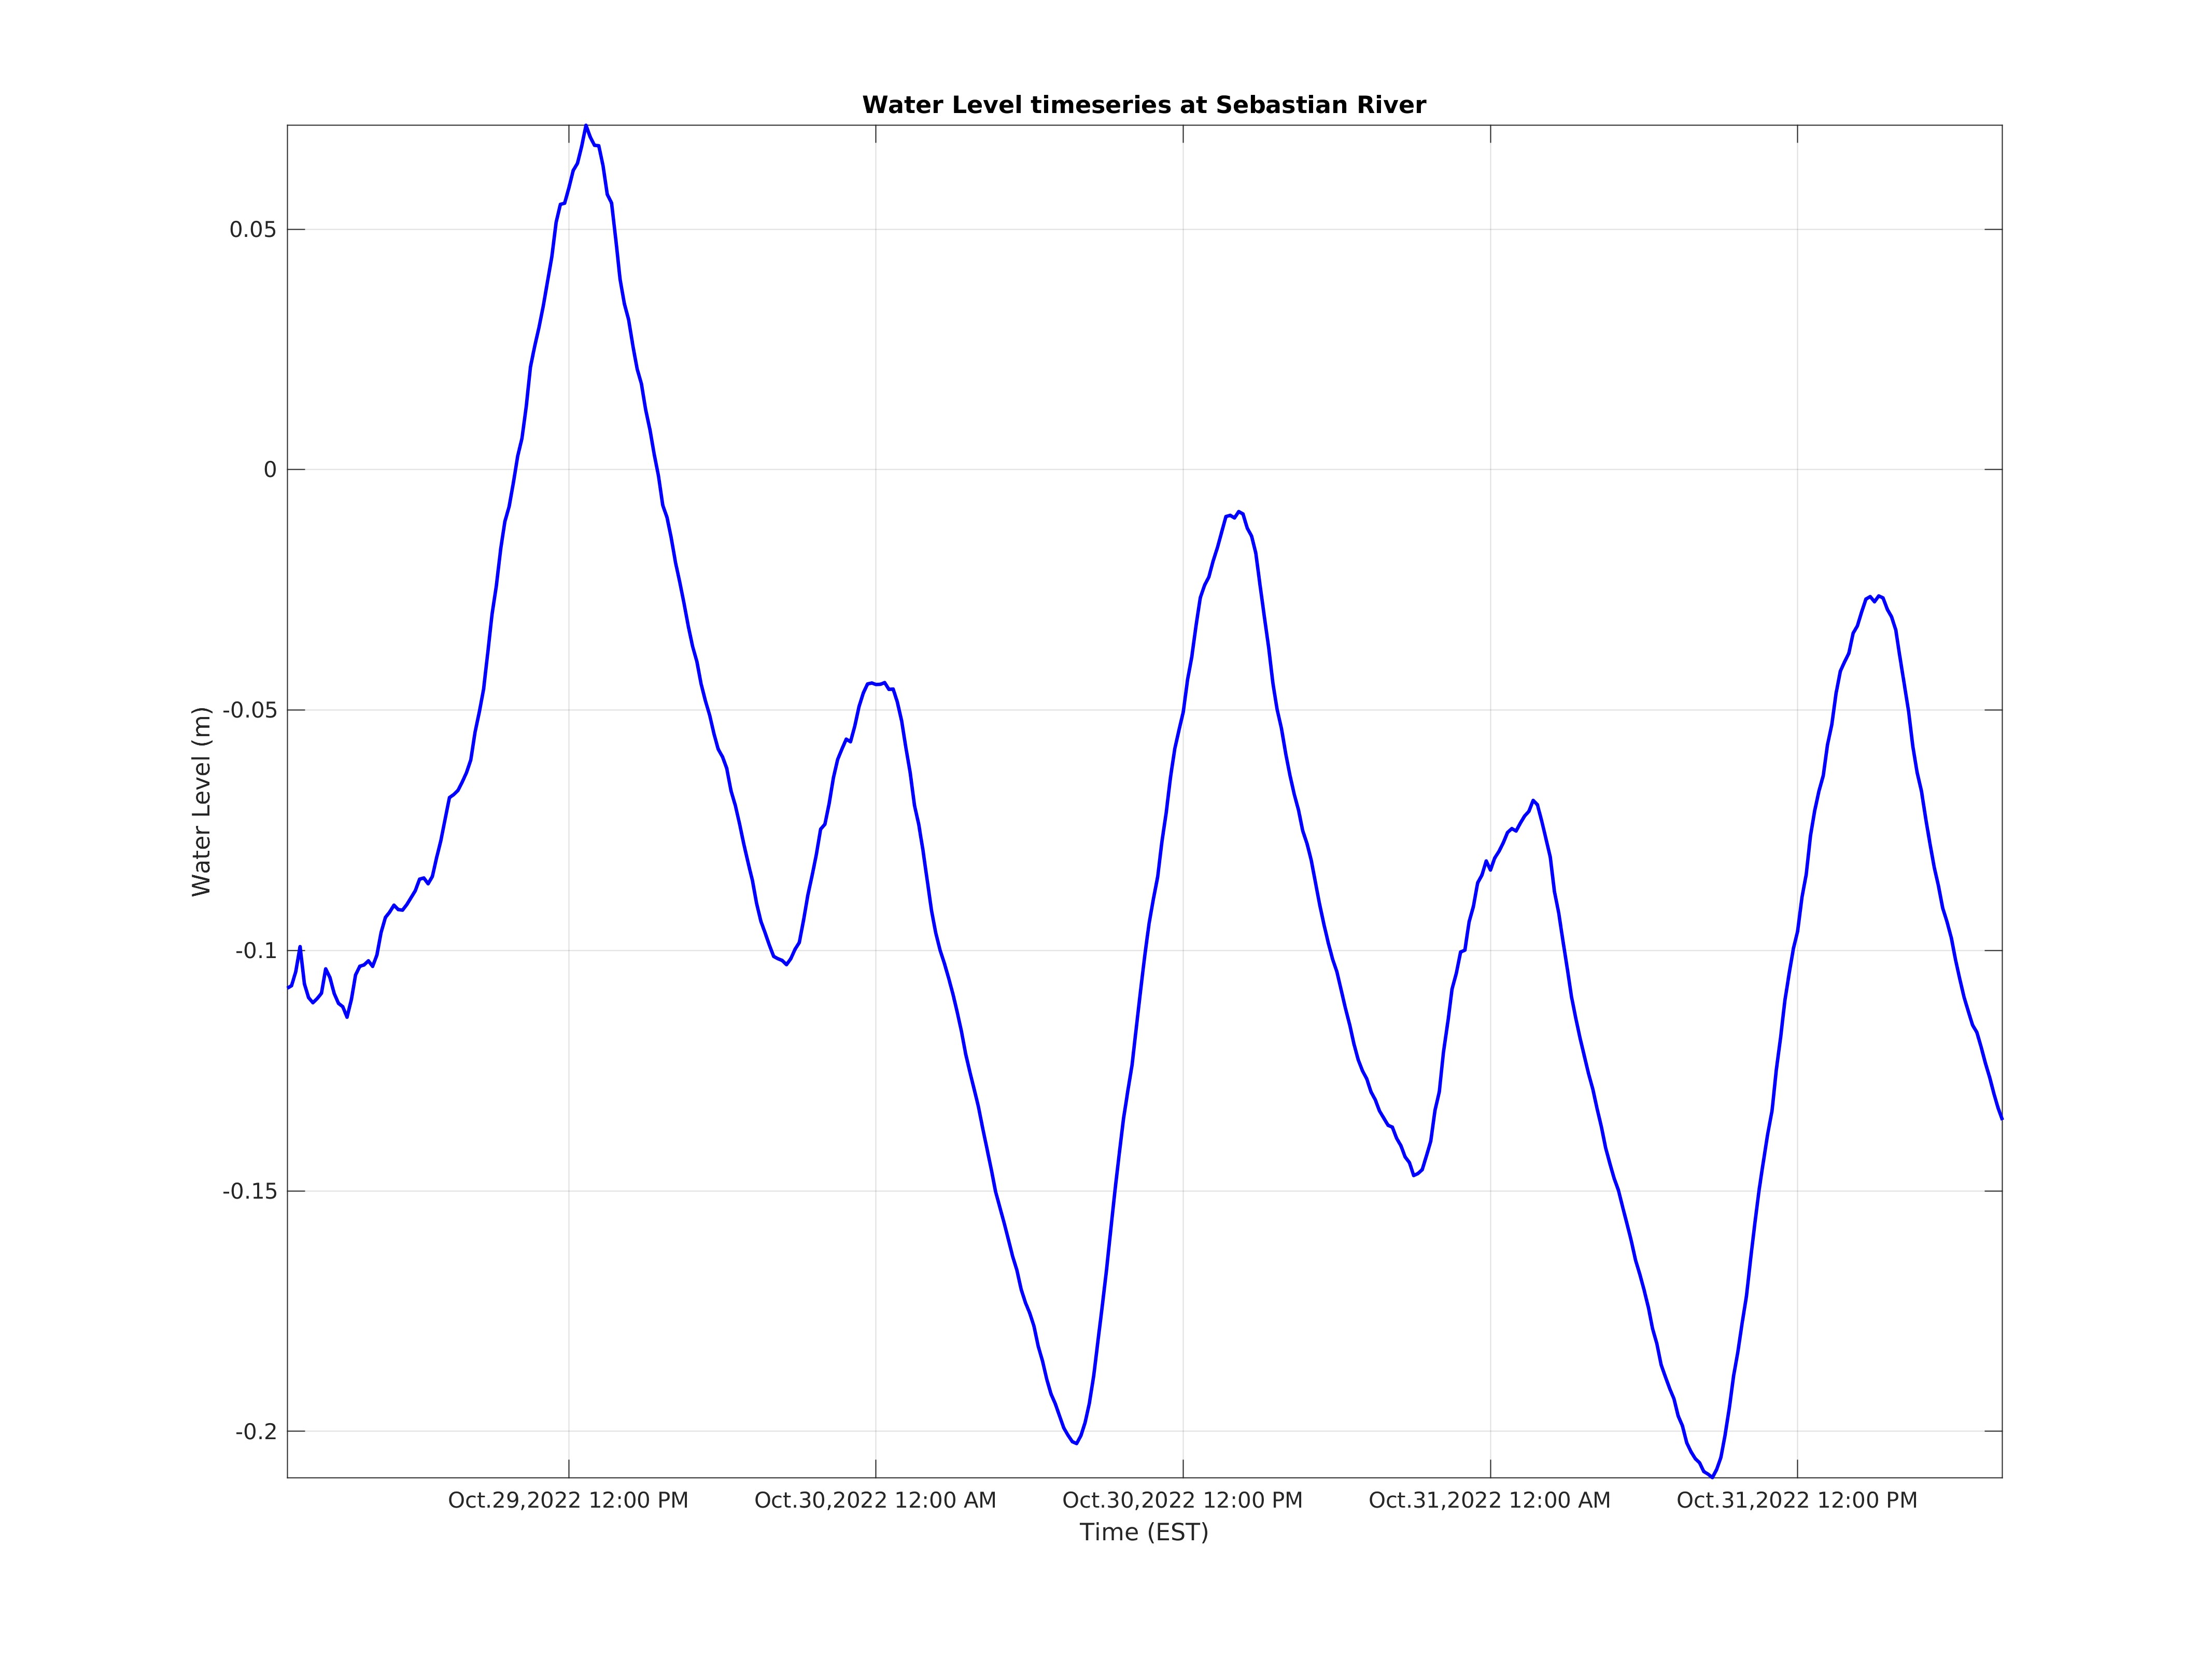 Water Level timeseries at Sebastian River
0.05
0
-0.05
-0.1
-0.15
-0.2
Water Level (m)
Oct.29,2022 12:00 PM
Oct.30,2022 12:00 AM
Oct.30,2022 12:00 PM
Oct.31,2022 12:00 AM
Oct.31,2022 12:00 PM
Time (EST)